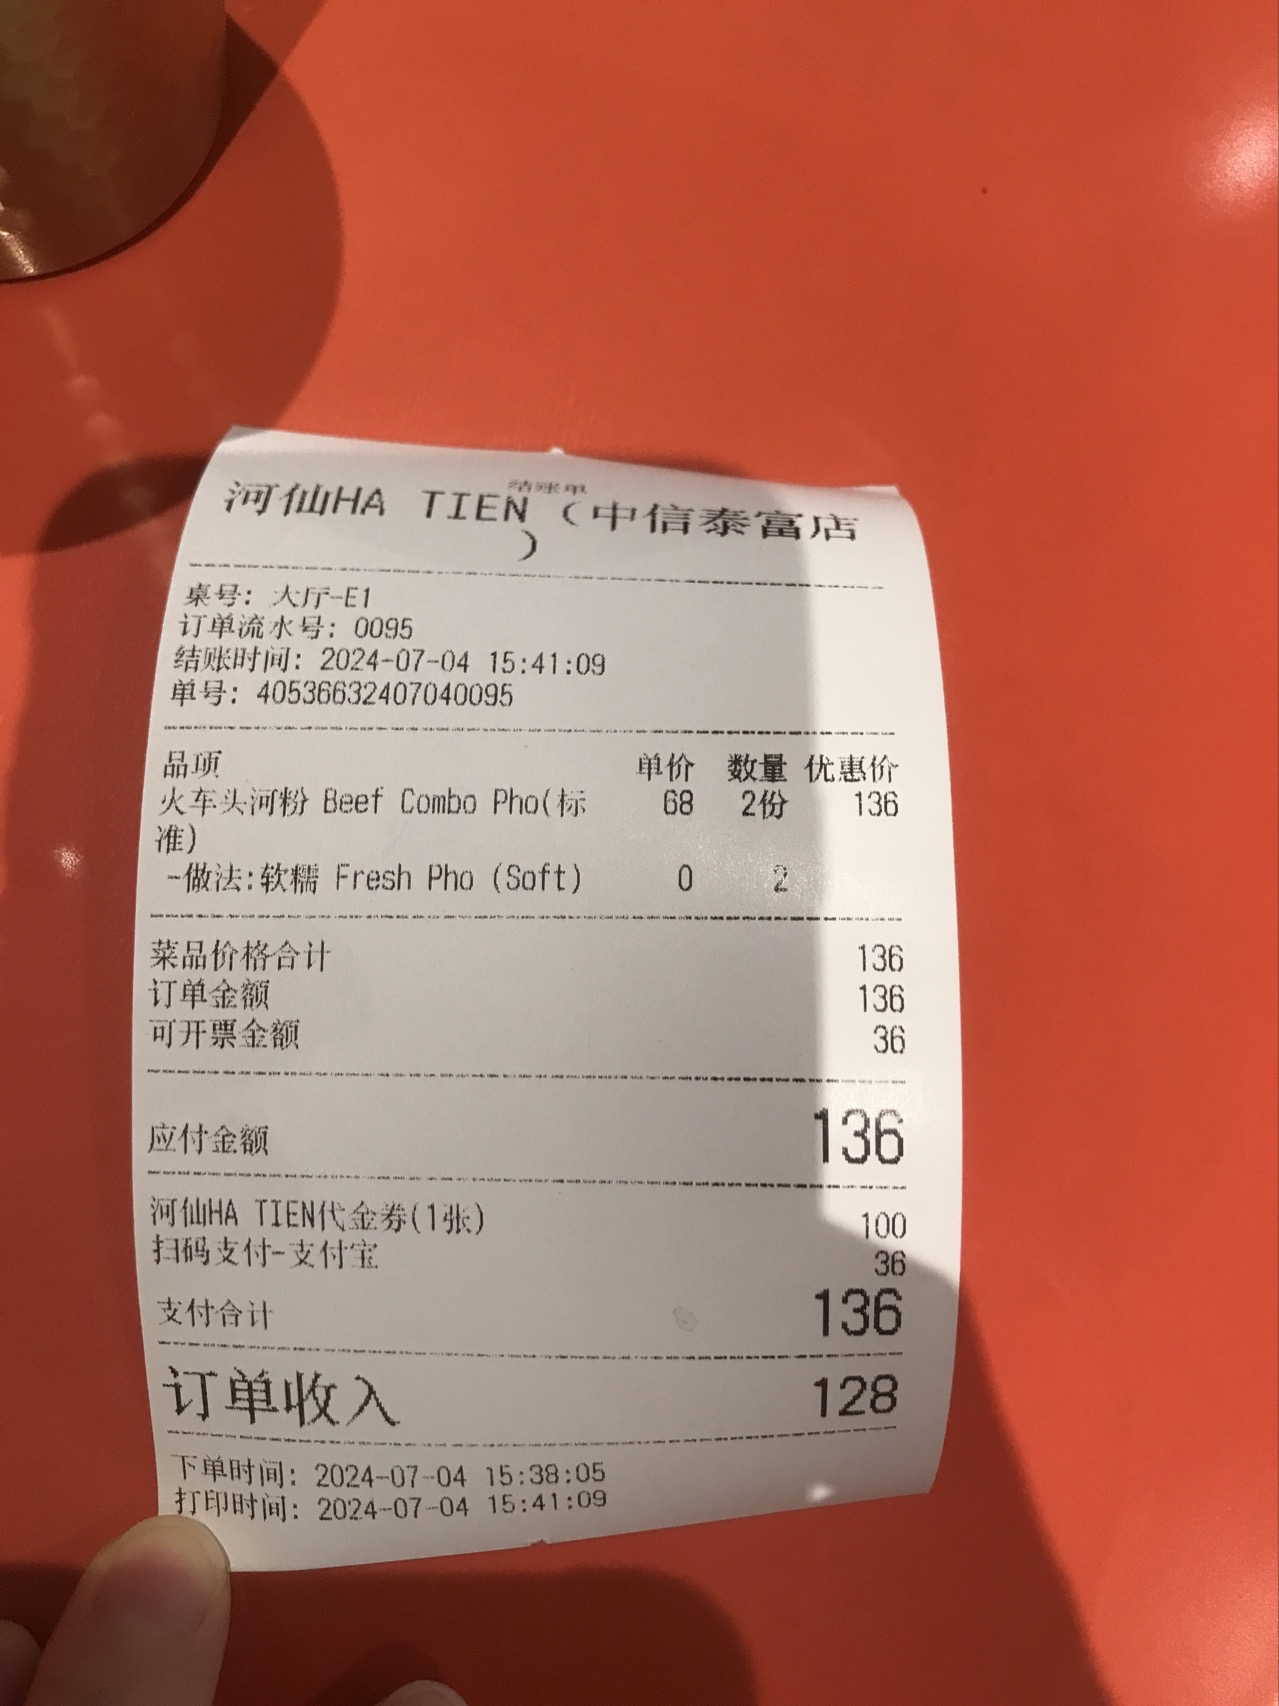 结账单
河仙HA TIEN（中信泰富店
）
桌号: 大厅-E1
订单流水号: 0095
结账时间: 2024-07-04 15:41:09
单号: 40536632407040095
品项 单价 数量 优惠价
火车头河粉 Beef Combo Pho(标 68 2份 136
准)
-做法:软糯 Fresh Pho (Soft) 0 2
菜品价格合计 136
订单金额 136
可开票金额 36
应付金额 136
河仙HA TIEN代金券(1张) 100
扫码支付-支付宝 36
支付合计 136
订单收入 128
下单时间: 2024-07-04 15:38:05
打印时间: 2024-07-04 15:41:09